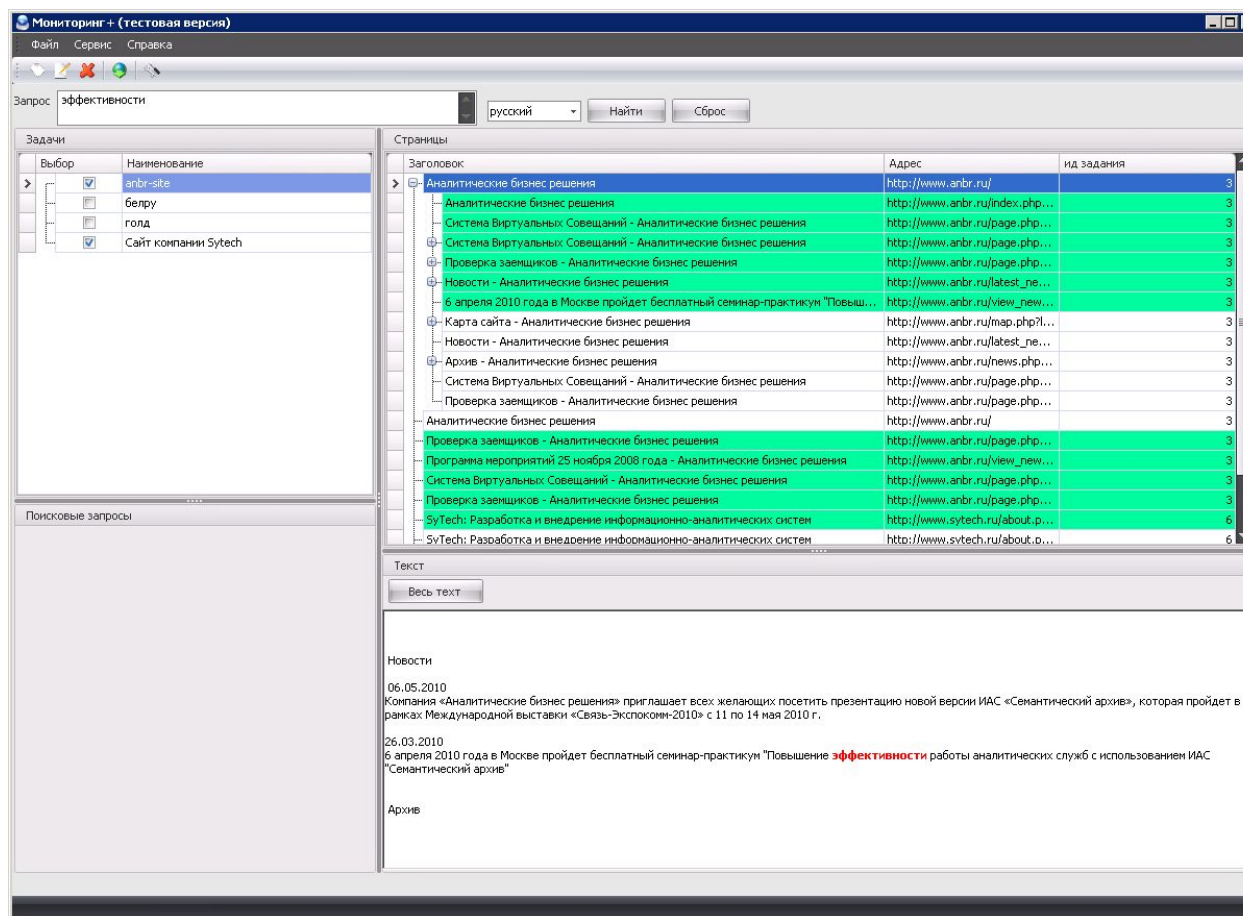 Мониторинг+ (тестовая версия)
Файл Сервис Справка
Запрос эффективности русский Найти Сброс
Задачи
Выбор Наименование
anbr-site
белру
голд
Сайт компании Sytech
Поисковые запросы
Страницы
Заголовок Адрес ид задания
Аналитические бизнес решения http://www.anbr.ru/ 3
Аналитические бизнес решения http://www.anbr.ru/index.php... 3
Система Виртуальных Совещаний - Аналитические бизнес решения http://www.anbr.ru/page.php... 3
Система Виртуальных Совещаний - Аналитические бизнес решения http://www.anbr.ru/page.php... 3
Проверка заемщиков - Аналитические бизнес решения http://www.anbr.ru/page.php... 3
Новости - Аналитические бизнес решения http://www.anbr.ru/latest_ne... 3
6 апреля 2010 года в Москве пройдет бесплатный семинар-практикум "Повыш... http://www.anbr.ru/view_new... 3
Карта сайта - Аналитические бизнес решения http://www.anbr.ru/map.php?l... 3
Новости - Аналитические бизнес решения http://www.anbr.ru/latest_ne... 3
Архив - Аналитические бизнес решения http://www.anbr.ru/news.php... 3
Система Виртуальных Совещаний - Аналитические бизнес решения http://www.anbr.ru/page.php... 3
Проверка заемщиков - Аналитические бизнес решения http://www.anbr.ru/page.php... 3
Аналитические бизнес решения http://www.anbr.ru/ 3
Проверка заемщиков - Аналитические бизнес решения http://www.anbr.ru/page.php... 3
Программа мероприятий 25 ноября 2008 года - Аналитические бизнес решения http://www.anbr.ru/view_new... 3
Система Виртуальных Совещаний - Аналитические бизнес решения http://www.anbr.ru/page.php... 3
Проверка заемщиков - Аналитические бизнес решения http://www.anbr.ru/page.php... 3
SyTech: Разработка и внедрение информационно-аналитических систем http://www.sytech.ru/about.p... 6
SyTech: Разработка и внедрение информационно-аналитических систем http://www.sytech.ru/about.p... 6
Текст
Весь текст
Новости
06.05.2010
Компания «Аналитические бизнес решения» приглашает всех желающих посетить презентацию новой версии ИАС «Семантический архив», которая пройдет в
рамках Международной выставки «Связь-Экспокомм-2010» с 11 по 14 мая 2010 г.
26.03.2010
6 апреля 2010 года в Москве пройдет бесплатный семинар-практикум "Повышение эффективности работы аналитических служб с использованием ИАС
"Семантический архив"
Архив